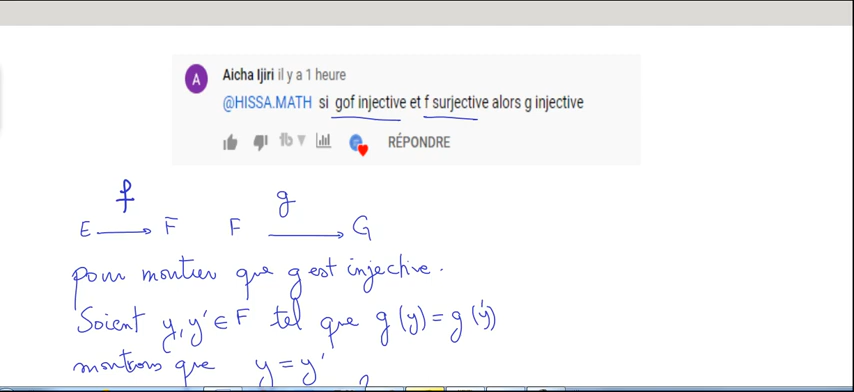 A
Aicha Ijiri il y a 1 heure
@HISSA.MATH si gof injective et f surjective alors g injective
RÉPONDRE
f
g
E ⟶ F F ⟶ G
pour montrer que g est injective.
Soient y, y' ∈ F tel que g(y) = g(y')
montrons que y = y'
?